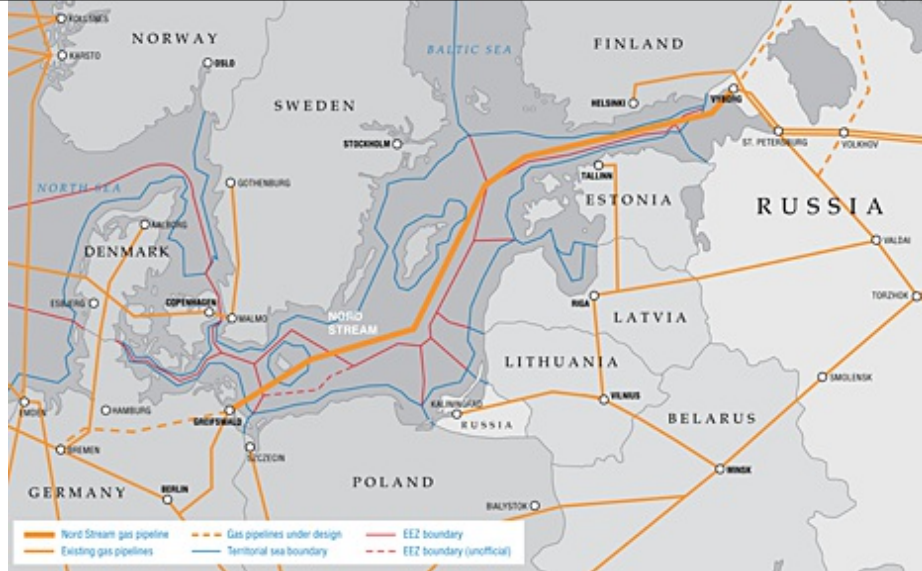 KOLLSNES
KARSTO
NORWAY
OSLO
BALTIC SEA
FINLAND
HELSINKI
VYBORG
SWEDEN
STOCKHOLM
ST. PETERSBURG
VOLKHOV
TALLINN
NORTH SEA
GOTHENBURG
ESTONIA
RUSSIA
AALBORG
DENMARK
VALDAI
ESBJERG
COPENHAGEN
MALMO
NORD
STREAM
RIGA
LATVIA
TORZHOK
LITHUANIA
SMOLENSK
EMDEN
HAMBURG
GREIFSWALD
KALININGRAD
RUSSIA
VILNIUS
BELARUS
BREMEN
SZCZECIN
MINSK
GERMANY
BERLIN
POLAND
BIALYSTOK
Nord Stream gas pipeline
Gas pipelines under design
EEZ boundary
Existing gas pipelines
Territorial sea boundary
EEZ boundary (unofficial)